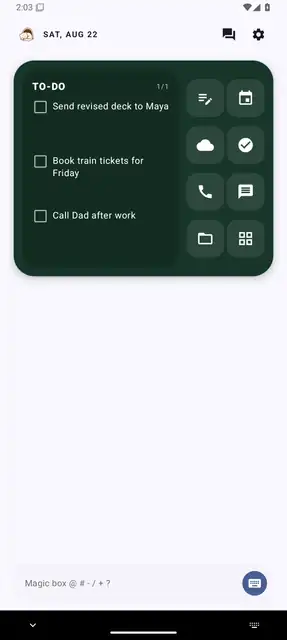 2:03
SAT, AUG 22
TO-DO 1/1
Send revised deck to Maya
Book train tickets for
Friday
Call Dad after work
Magic box @ # - / + ?